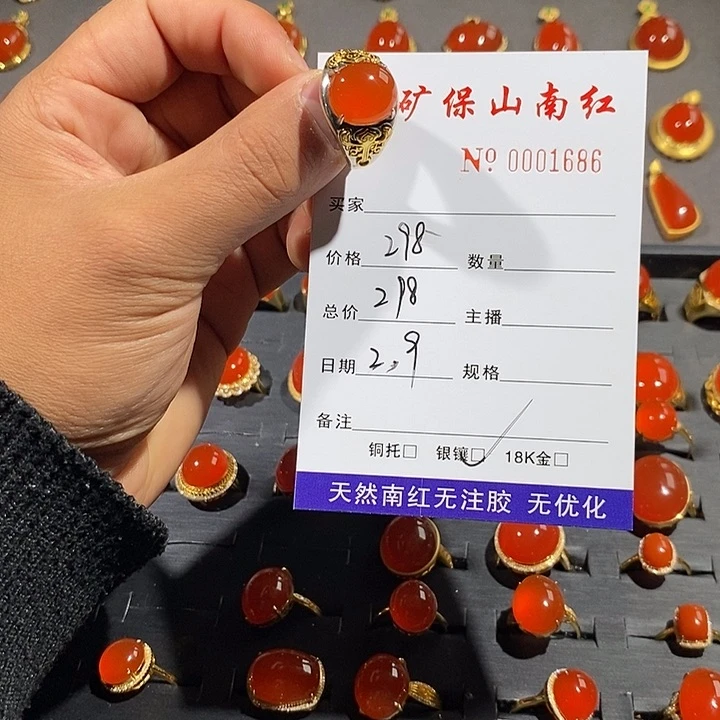 矿保山南红
Nº 0001686
买家
价格 298 数量
总价 298 主播
日期 2.9 规格
备注
铜托□ 银镶□ 18K金□
天然南红无注胶 无优化